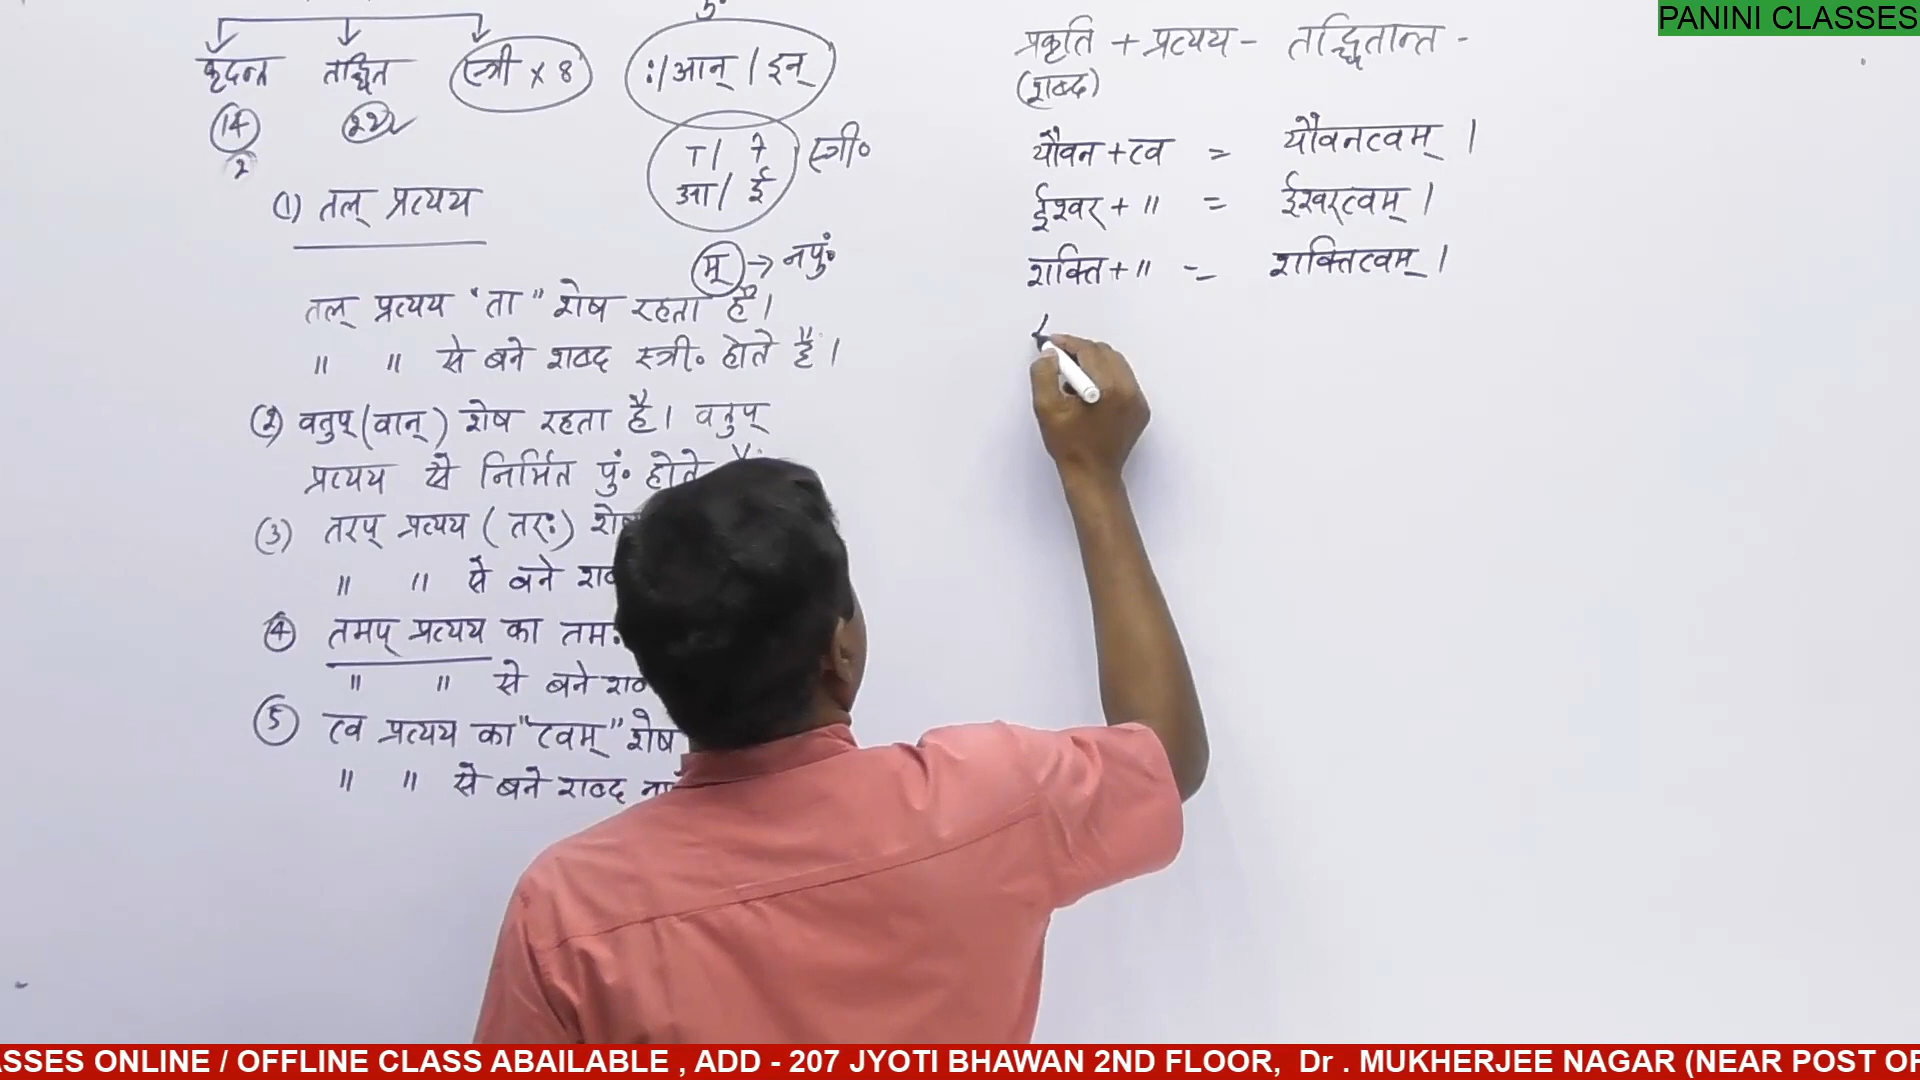 PANINI CLASSES
कृदन्त तद्धित स्त्री x 8 :/आन् / इन्
14 22
2
ा / ी स्त्री०
आ / ई
(1) तल् प्रत्यय
म् → नपुं०
तल् प्रत्यय "ता" शेष रहता है।
" " से बने शब्द स्त्री० होते हैं।
(2) वतुप् (वान्) शेष रहता है। वतुप्
प्रत्यय से निर्मित पुं० होते
(3) तरप् प्रत्यय (तर:)
" " से बने
(4) तमप् प्रत्यय का तम:
" " से बने
(5) त्व प्रत्यय का "त्वम्" शेष
" " से बने शब्द
प्रकृति + प्रत्यय - तद्धितान्त -
(शब्द)
यौवन + त्व = यौवनत्वम् ।
ईश्वर + " = ईश्वरत्वम् ।
शक्ति + " = शक्तित्वम् ।
ASSES ONLINE / OFFLINE CLASS ABAILABLE , ADD - 207 JYOTI BHAWAN 2ND FLOOR, Dr . MUKHERJEE NAGAR (NEAR POST OF